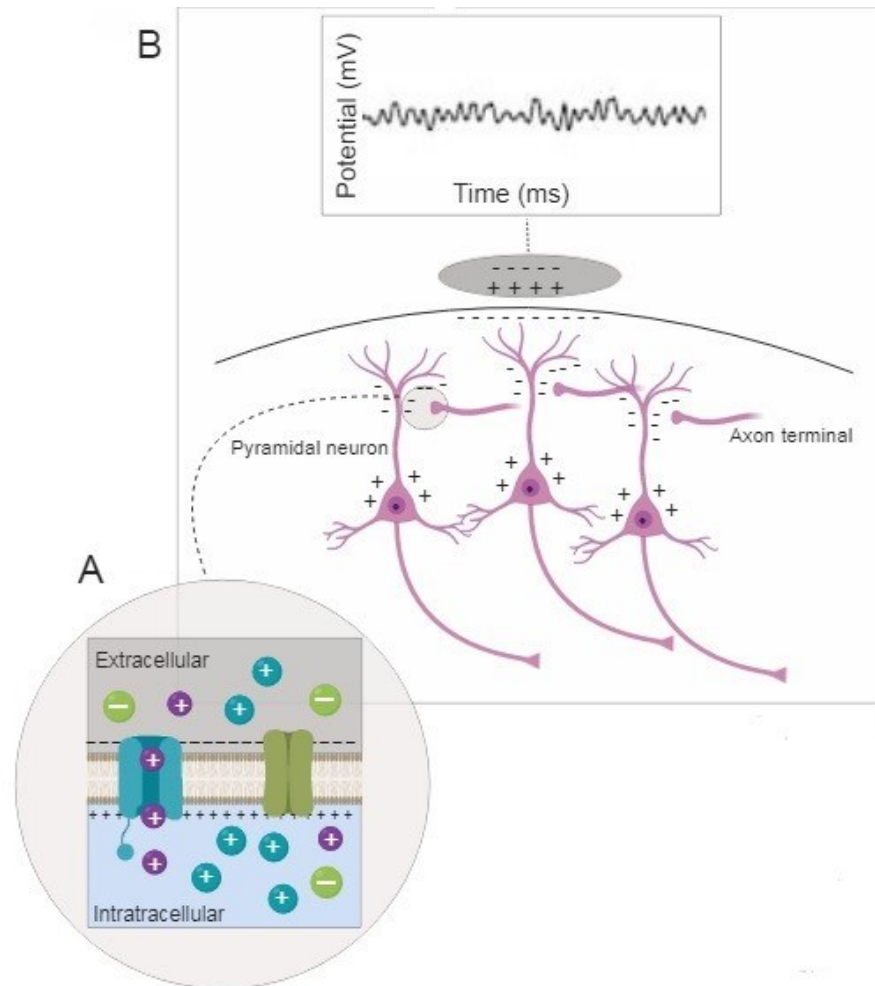 B
Potential (mV)
Time (ms)
Pyramidal neuron
Axon terminal
A
Extracellular
Intratracellular